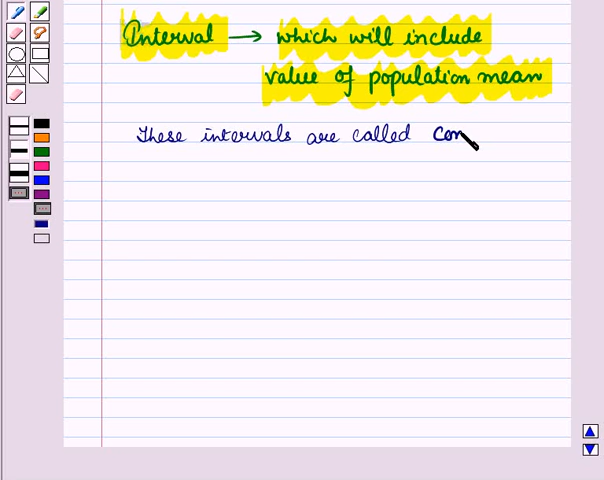 Interval → which will include
value of population mean
These intervals are called con